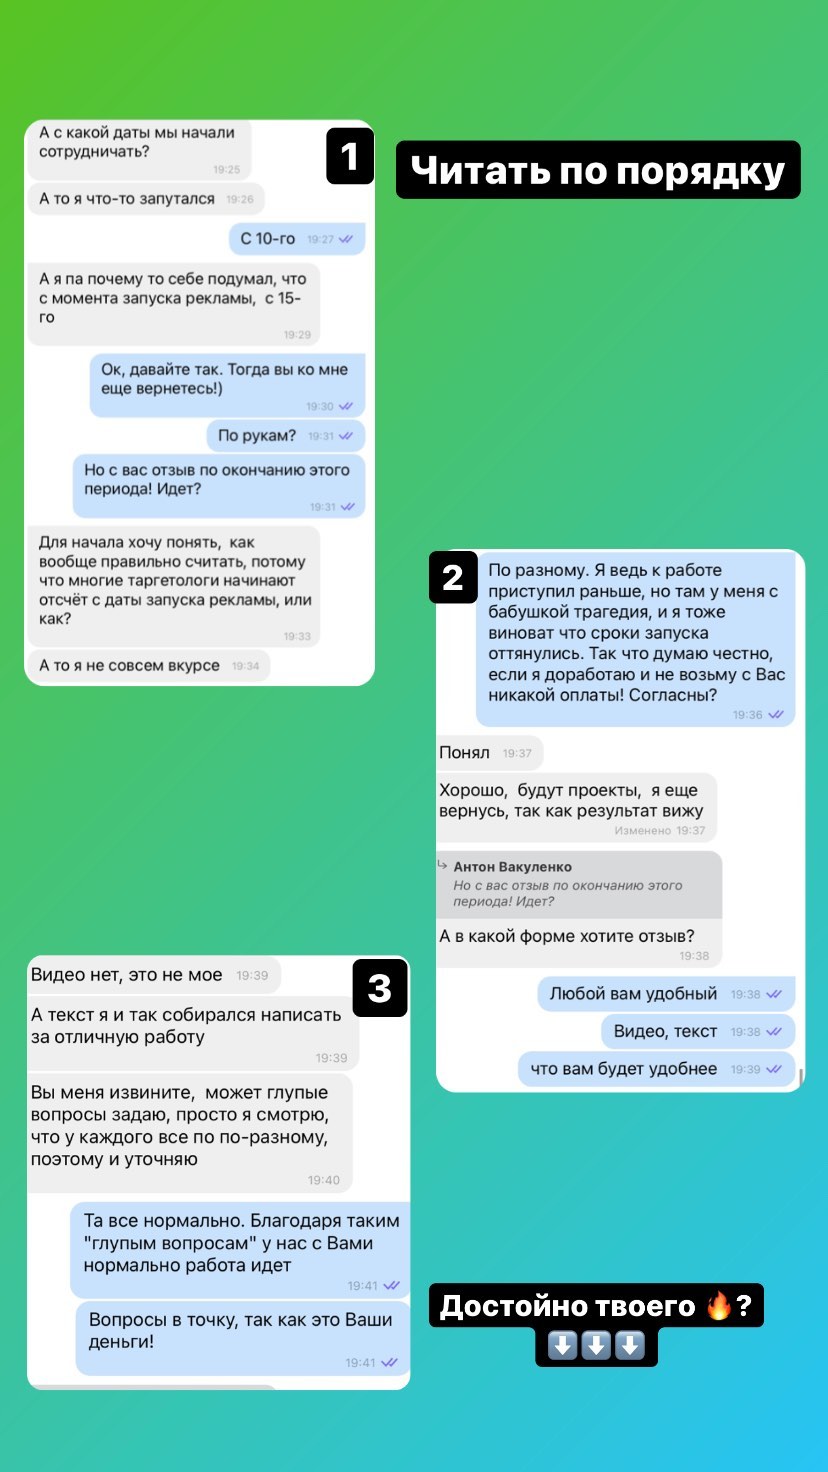 1
Читать по порядку
А с какой даты мы начали
сотрудничать?
19:25
А то я что-то запутался 19:26
С 10-го 19:27
А я па почему то себе подумал, что
с момента запуска рекламы, с 15-
го
19:29
Ок, давайте так. Тогда вы ко мне
еще вернетесь!)
19:30
По рукам? 19:31
Но с вас отзыв по окончанию этого
периода! Идет?
19:31
Для начала хочу понять, как
вообще правильно считать, потому
что многие таргетологи начинают
отсчёт с даты запуска рекламы, или
как?
19:33
А то я не совсем вкурсе 19:34
2
По разному. Я ведь к работе
приступил раньше, но там у меня с
бабушкой трагедия, и я тоже
виноват что сроки запуска
оттянулись. Так что думаю честно,
если я доработаю и не возьму с Вас
никакой оплаты! Согласны?
19:36
Понял 19:37
Хорошо, будут проекты, я еще
вернусь, так как результат вижу
Изменено 19:37
Антон Вакуленко
Но с вас отзыв по окончанию этого
периода! Идет?
А в какой форме хотите отзыв?
19:38
Любой вам удобный 19:38
Видео, текст 19:38
что вам будет удобнее 19:39
3
Видео нет, это не мое 19:39
А текст я и так собирался написать
за отличную работу
19:39
Вы меня извините, может глупые
вопросы задаю, просто я смотрю,
что у каждого все по по-разному,
поэтому и уточняю
19:40
Та все нормально. Благодаря таким
"глупым вопросам" у нас с Вами
нормально работа идет
19:41
Вопросы в точку, так как это Ваши
деньги!
19:41
Достойно твоего 🔥?
⬇️⬇️⬇️